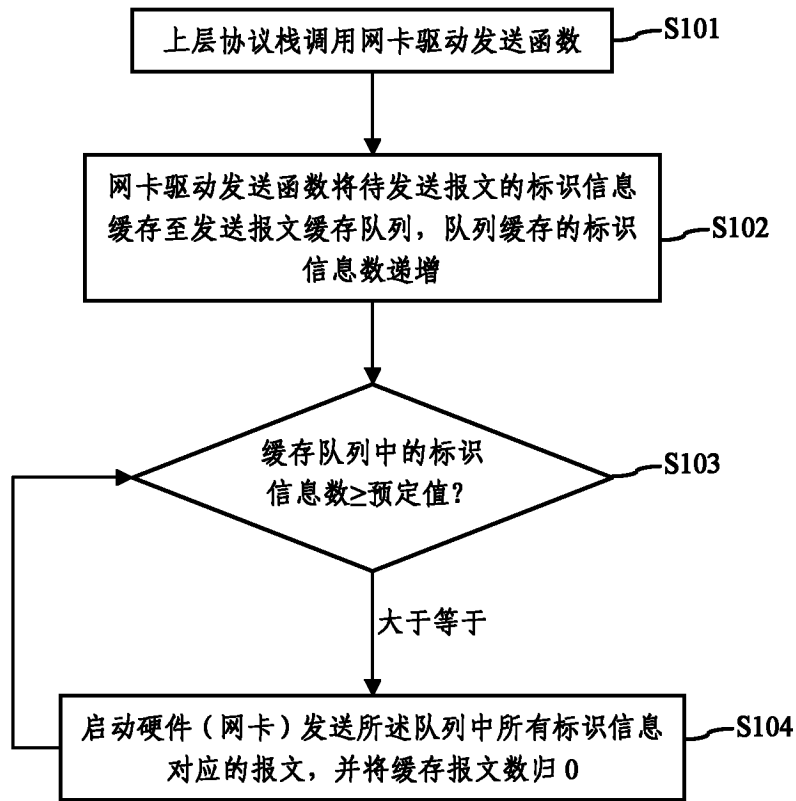 上层协议栈调用网卡驱动发送函数
S101
网卡驱动发送函数将待发送报文的标识信息
缓存至发送报文缓存队列，队列缓存的标识
信息数递增
S102
缓存队列中的标识
信息数≥预定值?
S103
大于等于
启动硬件（网卡）发送所述队列中所有标识信息
对应的报文，并将缓存报文数归0
S104